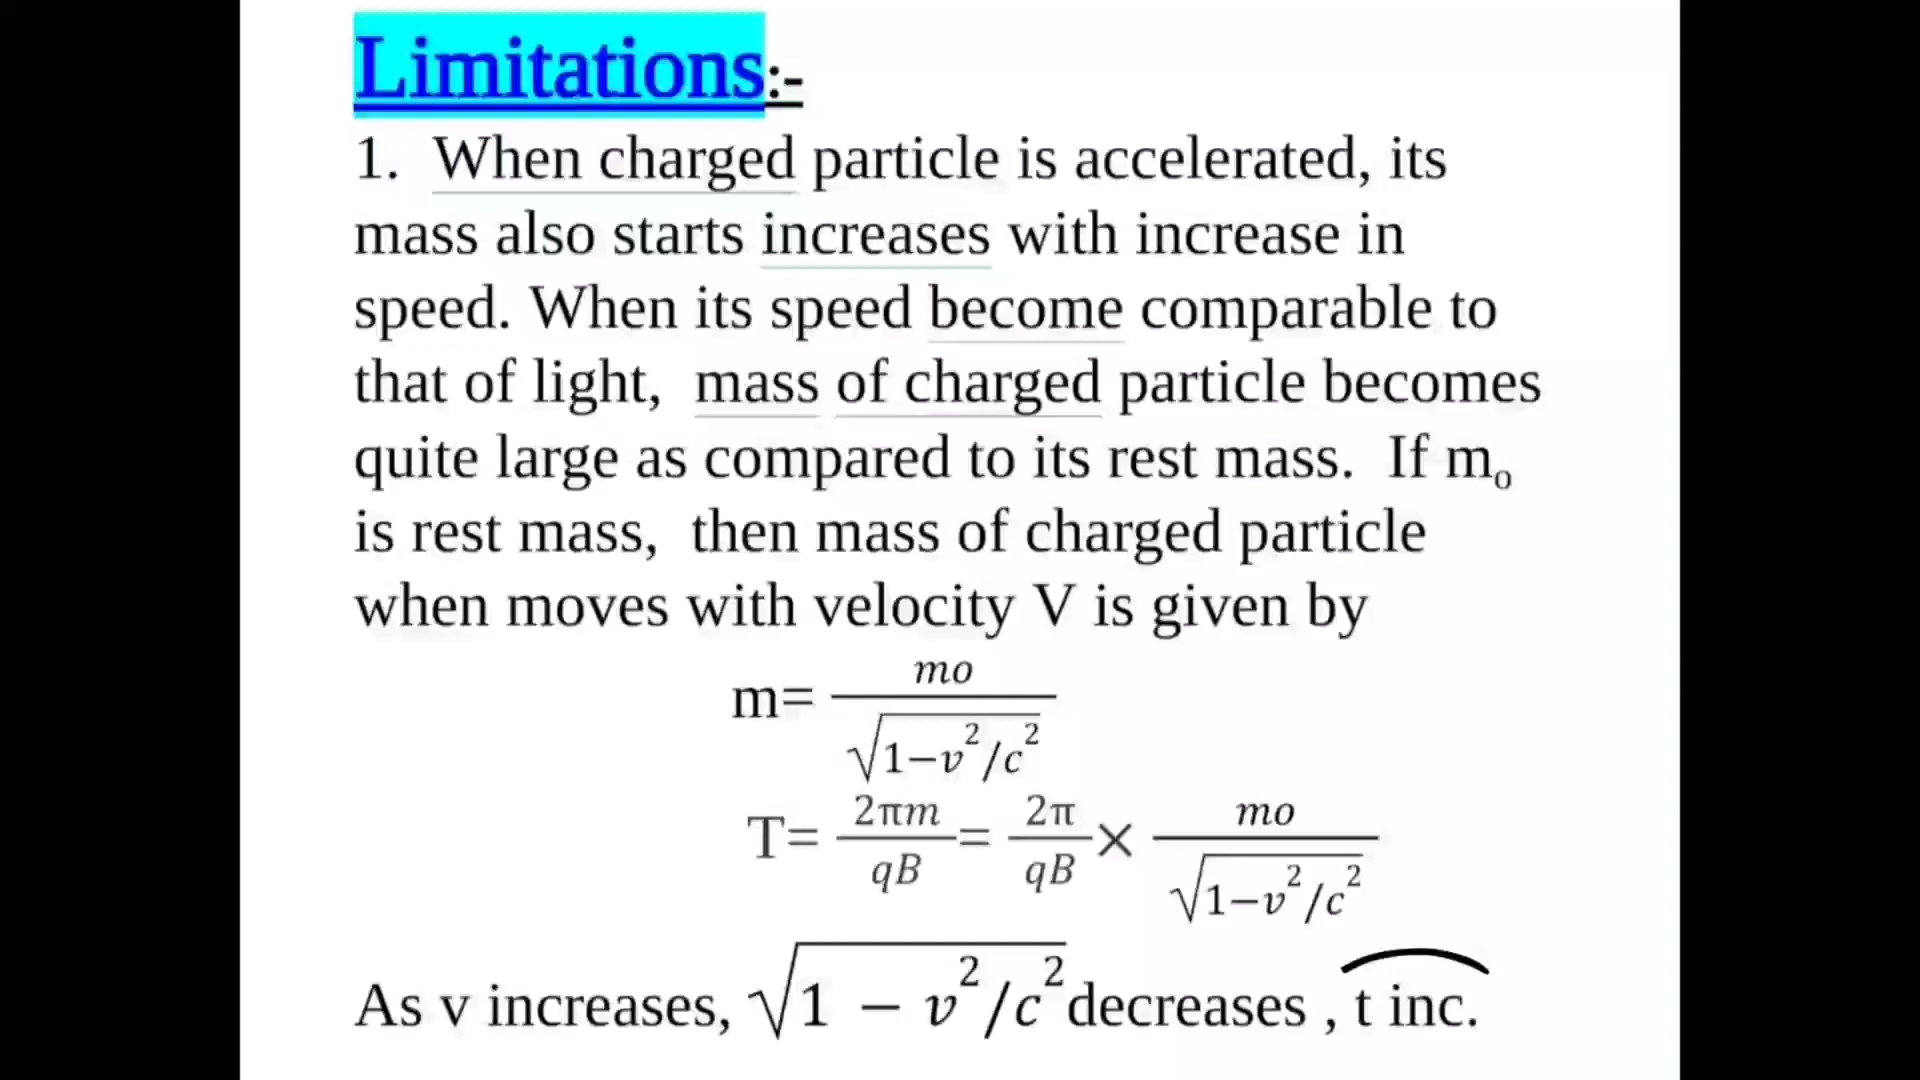 Limitations:-
1. When charged particle is accelerated, its
mass also starts increases with increase in
speed. When its speed become comparable to
that of light, mass of charged particle becomes
quite large as compared to its rest mass. If mₒ
is rest mass, then mass of charged particle
when moves with velocity V is given by
m= mo / √1−v²/c²
T= 2πm / qB = 2π / qB × mo / √1−v²/c²
As v increases, √1 − v²/c² decreases , t inc.